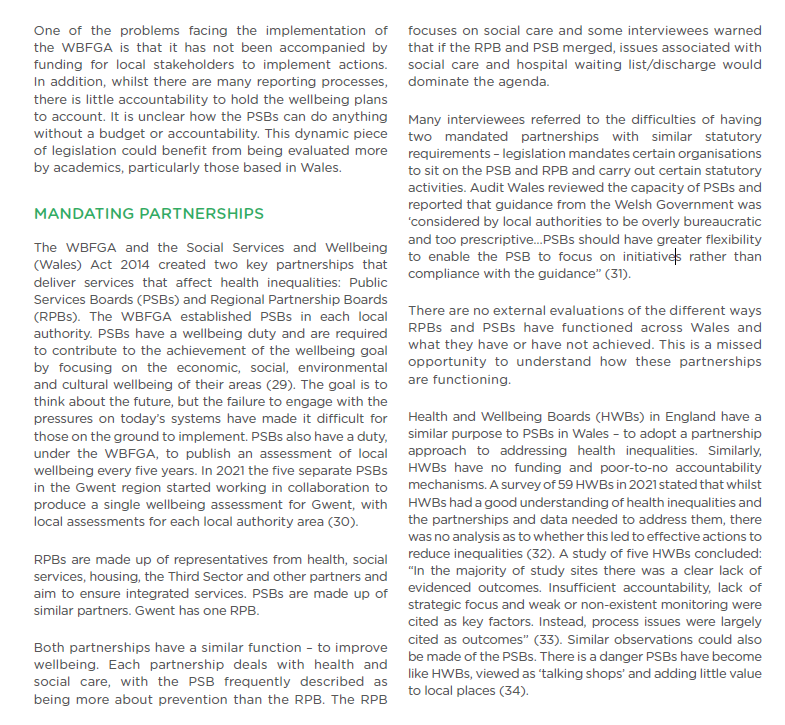 One of the problems facing the implementation of
the WBFGA is that it has not been accompanied by
funding for local stakeholders to implement actions.
In addition, whilst there are many reporting processes,
there is little accountability to hold the wellbeing plans
to account. It is unclear how the PSBs can do anything
without a budget or accountability. This dynamic piece
of legislation could benefit from being evaluated more
by academics, particularly those based in Wales.
MANDATING PARTNERSHIPS
The WBFGA and the Social Services and Wellbeing
(Wales) Act 2014 created two key partnerships that
deliver services that affect health inequalities: Public
Services Boards (PSBs) and Regional Partnership Boards
(RPBs). The WBFGA established PSBs in each local
authority. PSBs have a wellbeing duty and are required
to contribute to the achievement of the wellbeing goal
by focusing on the economic, social, environmental
and cultural wellbeing of their areas (29). The goal is to
think about the future, but the failure to engage with the
pressures on today's systems have made it difficult for
those on the ground to implement. PSBs also have a duty,
under the WBFGA, to publish an assessment of local
wellbeing every five years. In 2021 the five separate PSBs
in the Gwent region started working in collaboration to
produce a single wellbeing assessment for Gwent, with
local assessments for each local authority area (30).
RPBs are made up of representatives from health, social
services, housing, the Third Sector and other partners and
aim to ensure integrated services. PSBs are made up of
similar partners. Gwent has one RPB.
Both partnerships have a similar function – to improve
wellbeing. Each partnership deals with health and
social care, with the PSB frequently described as
being more about prevention than the RPB. The RPB
focuses on social care and some interviewees warned
that if the RPB and PSB merged, issues associated with
social care and hospital waiting list/discharge would
dominate the agenda.
Many interviewees referred to the difficulties of having
two mandated partnerships with similar statutory
requirements – legislation mandates certain organisations
to sit on the PSB and RPB and carry out certain statutory
activities. Audit Wales reviewed the capacity of PSBs and
reported that guidance from the Welsh Government was
'considered by local authorities to be overly bureaucratic
and too prescriptive...PSBs should have greater flexibility
to enable the PSB to focus on initiatives rather than
compliance with the guidance" (31).
There are no external evaluations of the different ways
RPBs and PSBs have functioned across Wales and
what they have or have not achieved. This is a missed
opportunity to understand how these partnerships
are functioning.
Health and Wellbeing Boards (HWBs) in England have a
similar purpose to PSBs in Wales – to adopt a partnership
approach to addressing health inequalities. Similarly,
HWBs have no funding and poor-to-no accountability
mechanisms. A survey of 59 HWBs in 2021 stated that whilst
HWBs had a good understanding of health inequalities and
the partnerships and data needed to address them, there
was no analysis as to whether this led to effective actions to
reduce inequalities (32). A study of five HWBs concluded:
"In the majority of study sites there was a clear lack of
evidenced outcomes. Insufficient accountability, lack of
strategic focus and weak or non-existent monitoring were
cited as key factors. Instead, process issues were largely
cited as outcomes" (33). Similar observations could also
be made of the PSBs. There is a danger PSBs have become
like HWBs, viewed as 'talking shops' and adding little value
to local places (34).